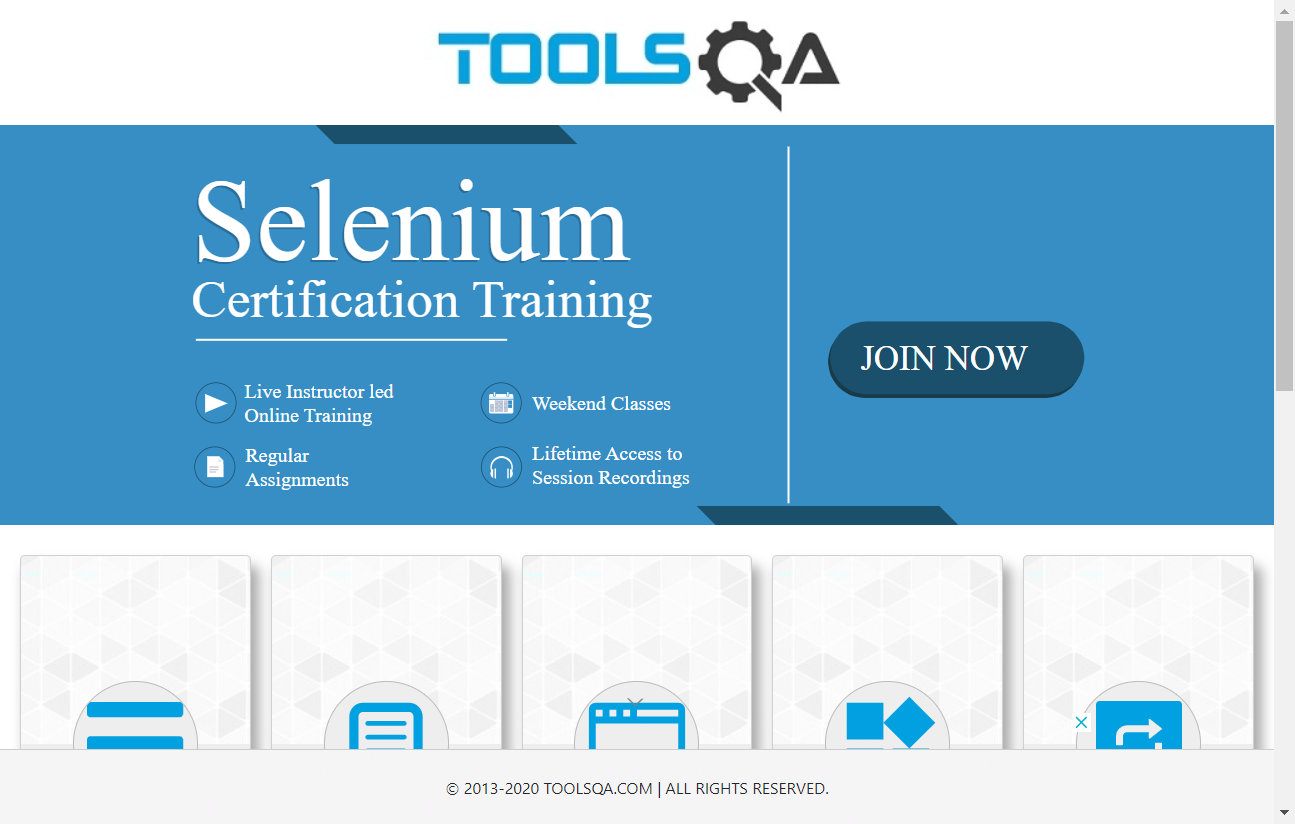 TOOLSQA
Selenium
Certification Training
Live Instructor led
Online Training
Weekend Classes
Regular
Assignments
Lifetime Access to
Session Recordings
JOIN NOW
© 2013-2020 TOOLSQA.COM | ALL RIGHTS RESERVED.